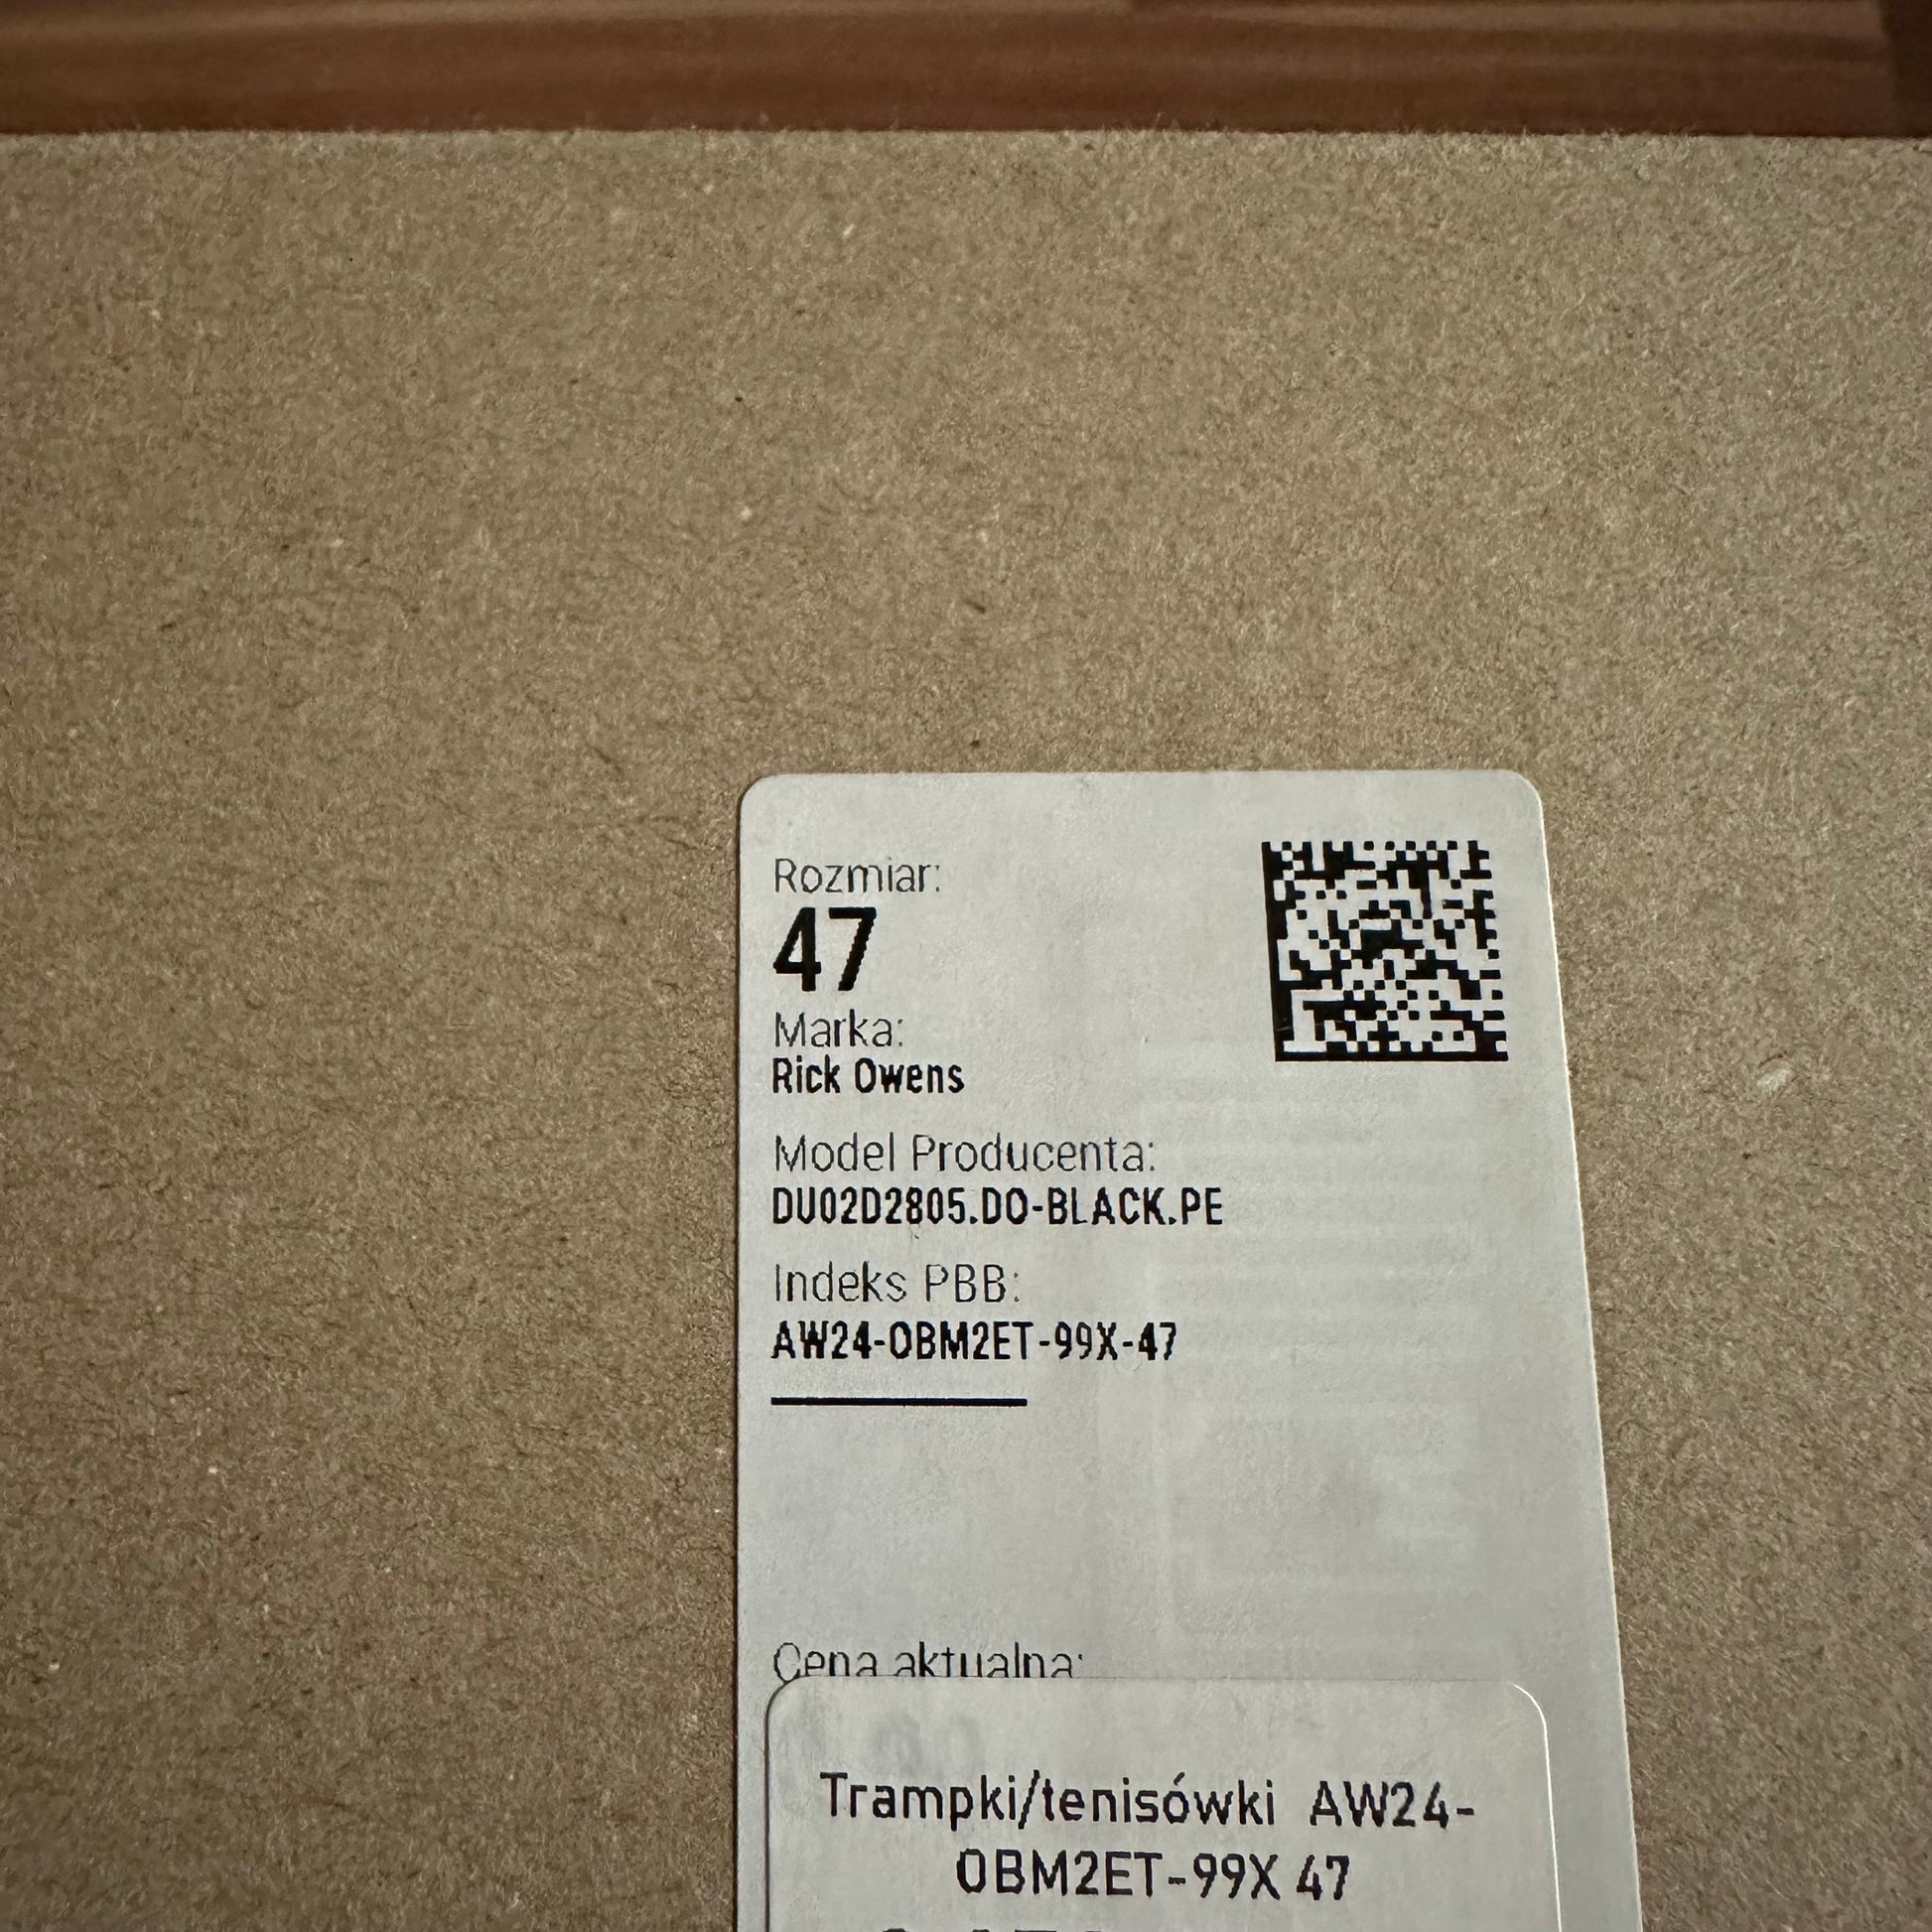 Rozmiar:
47
Marka:
Rick Owens
Model Producenta:
DU02D2805.DO-BLACK.PE
Indeks PBB:
AW24-OBM2ET-99X-47
Cena aktualna:
Trampki/tenisówki AW24-
OBM2ET-99X 47